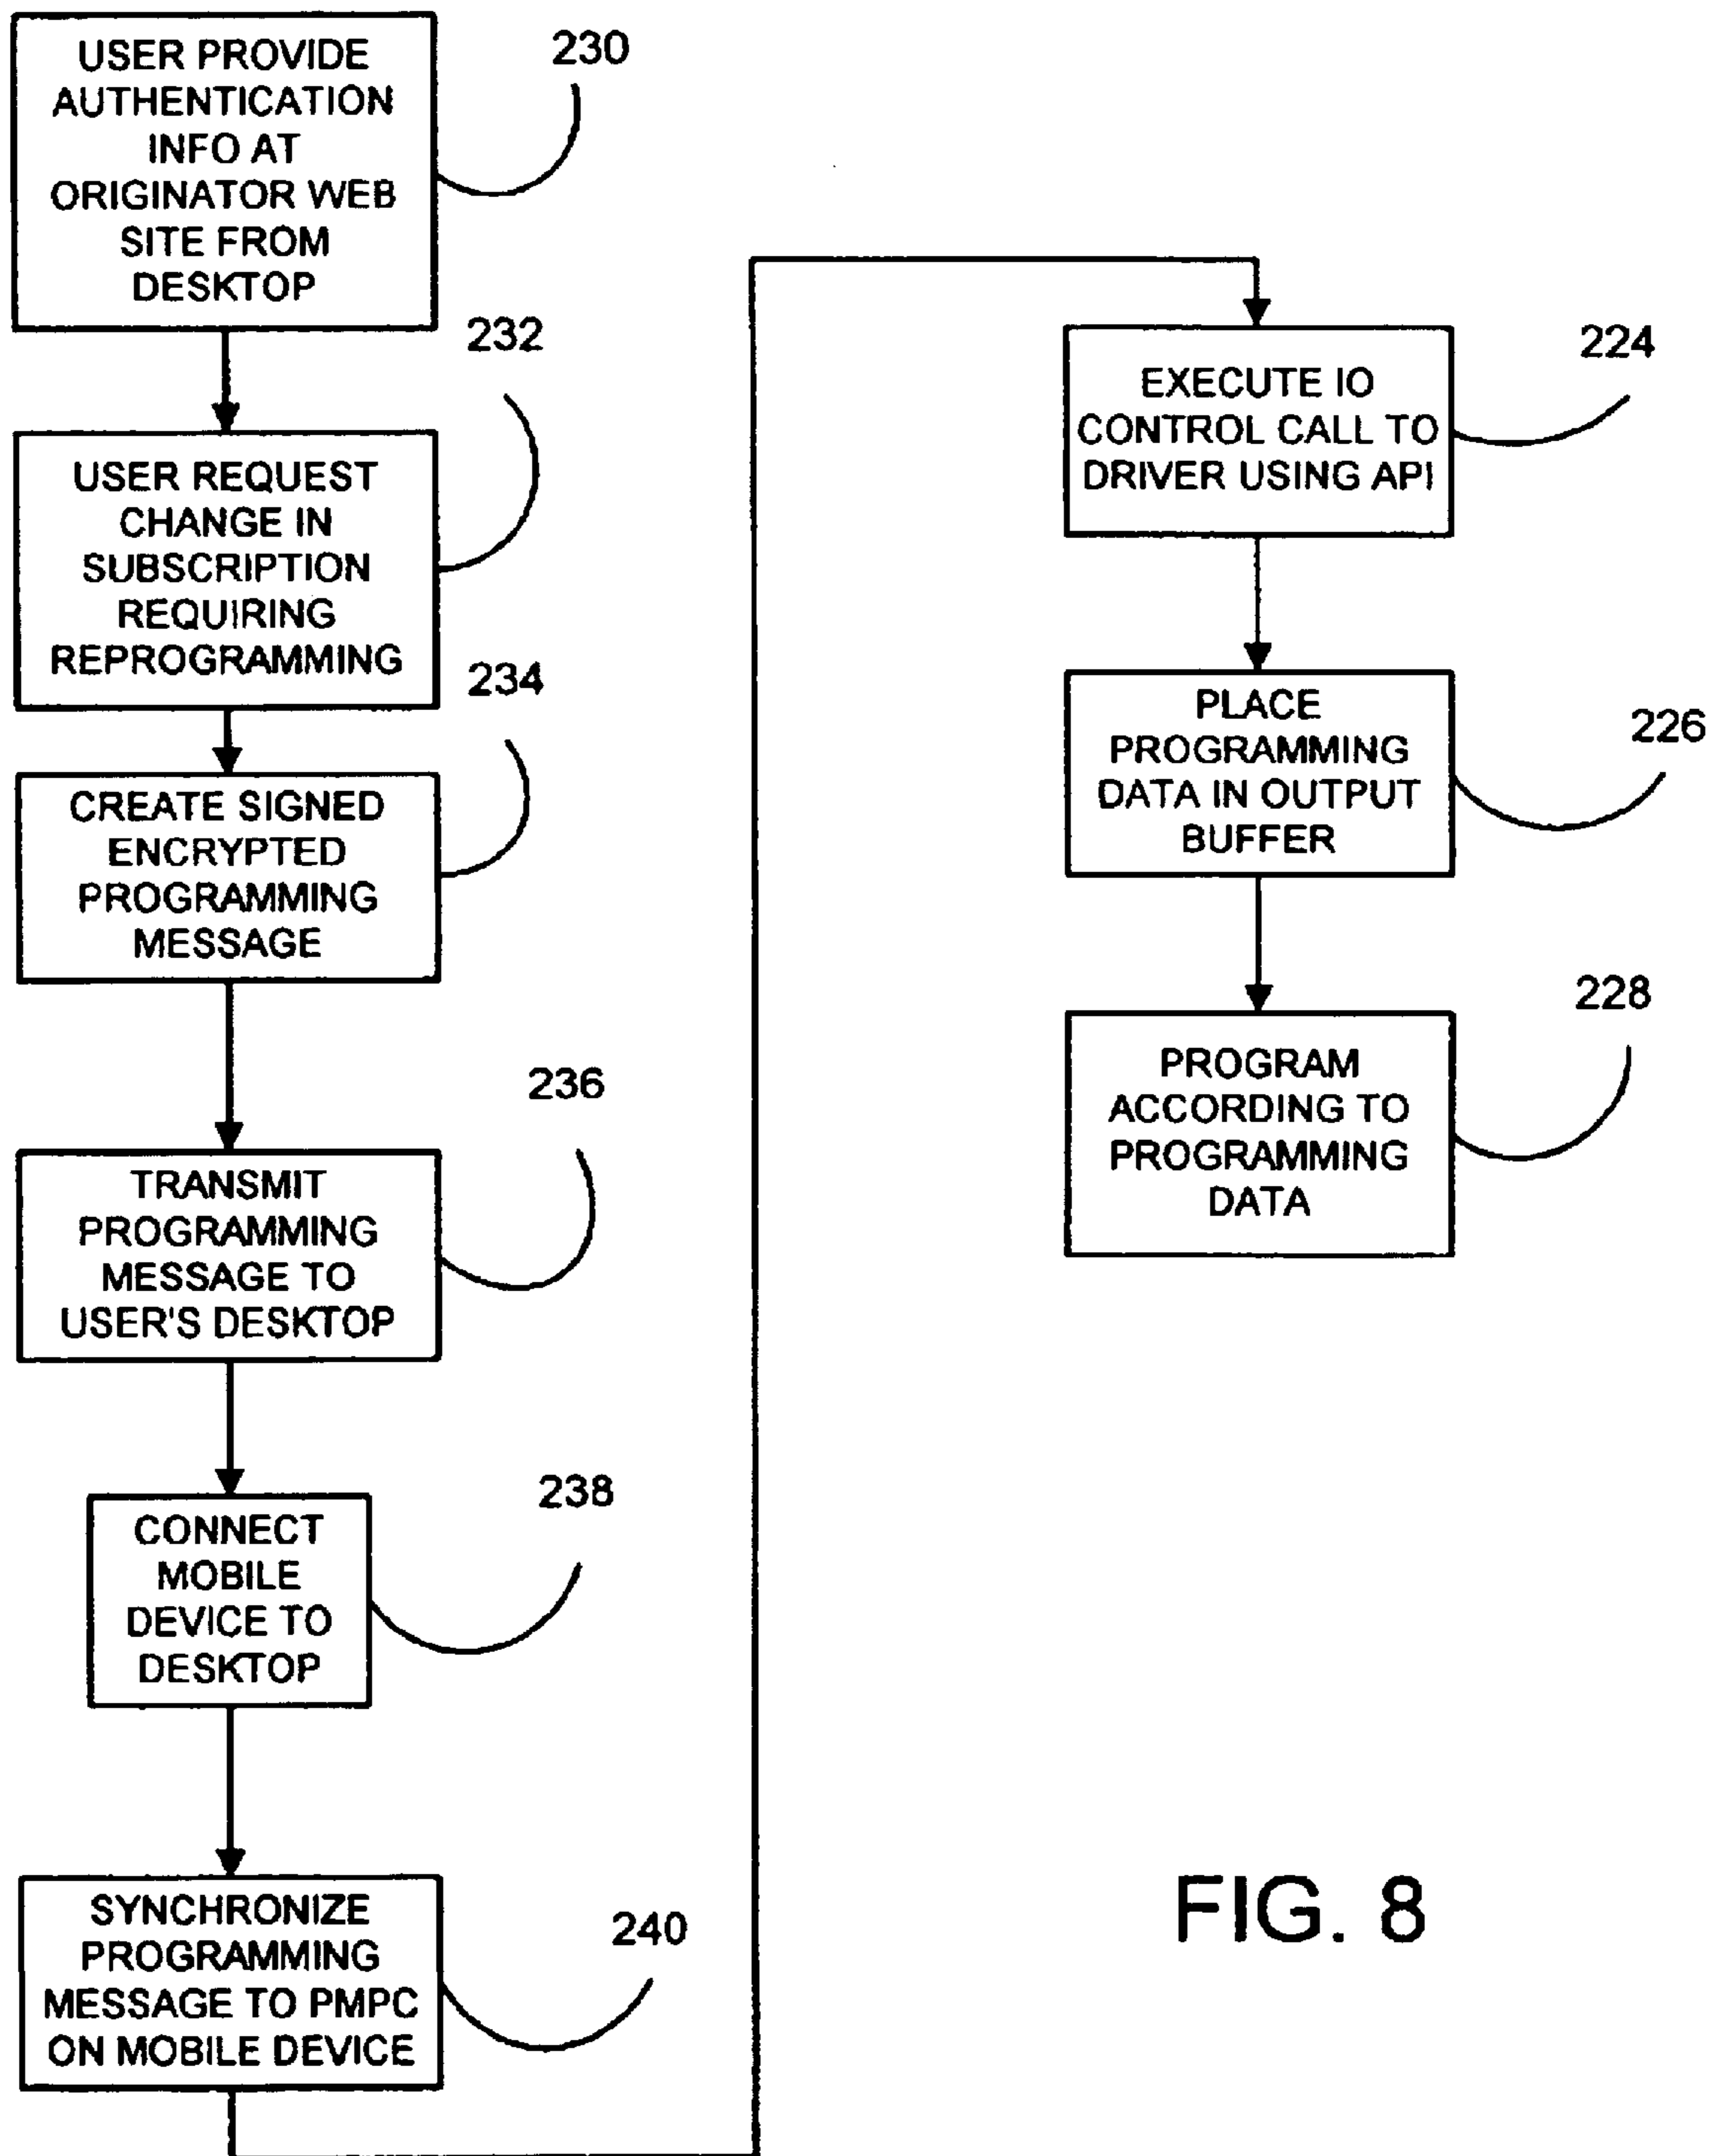 USER PROVIDE
AUTHENTICATION
INFO AT
ORIGINATOR WEB
SITE FROM
DESKTOP
230
USER REQUEST
CHANGE IN
SUBSCRIPTION
REQUIRING
REPROGRAMMING
232
CREATE SIGNED
ENCRYPTED
PROGRAMMING
MESSAGE
234
TRANSMIT
PROGRAMMING
MESSAGE TO
USER'S DESKTOP
236
CONNECT
MOBILE
DEVICE TO
DESKTOP
238
SYNCHRONIZE
PROGRAMMING
MESSAGE TO PMPC
ON MOBILE DEVICE
240
EXECUTE IO
CONTROL CALL TO
DRIVER USING API
224
PLACE
PROGRAMMING
DATA IN OUTPUT
BUFFER
226
PROGRAM
ACCORDING TO
PROGRAMMING
DATA
228
FIG. 8